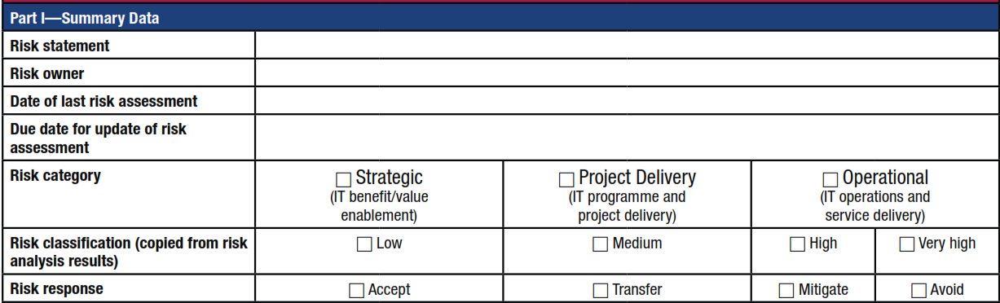 Part I—Summary Data
Risk statement
Risk owner
Date of last risk assessment
Due date for update of risk
assessment
Risk category
Strategic
(IT benefit/value
enablement)
Project Delivery
(IT programme and
project delivery)
Operational
(IT operations and
service delivery)
Risk classification (copied from risk
analysis results)
Low
Medium
High
Very high
Risk response
Accept
Transfer
Mitigate
Avoid